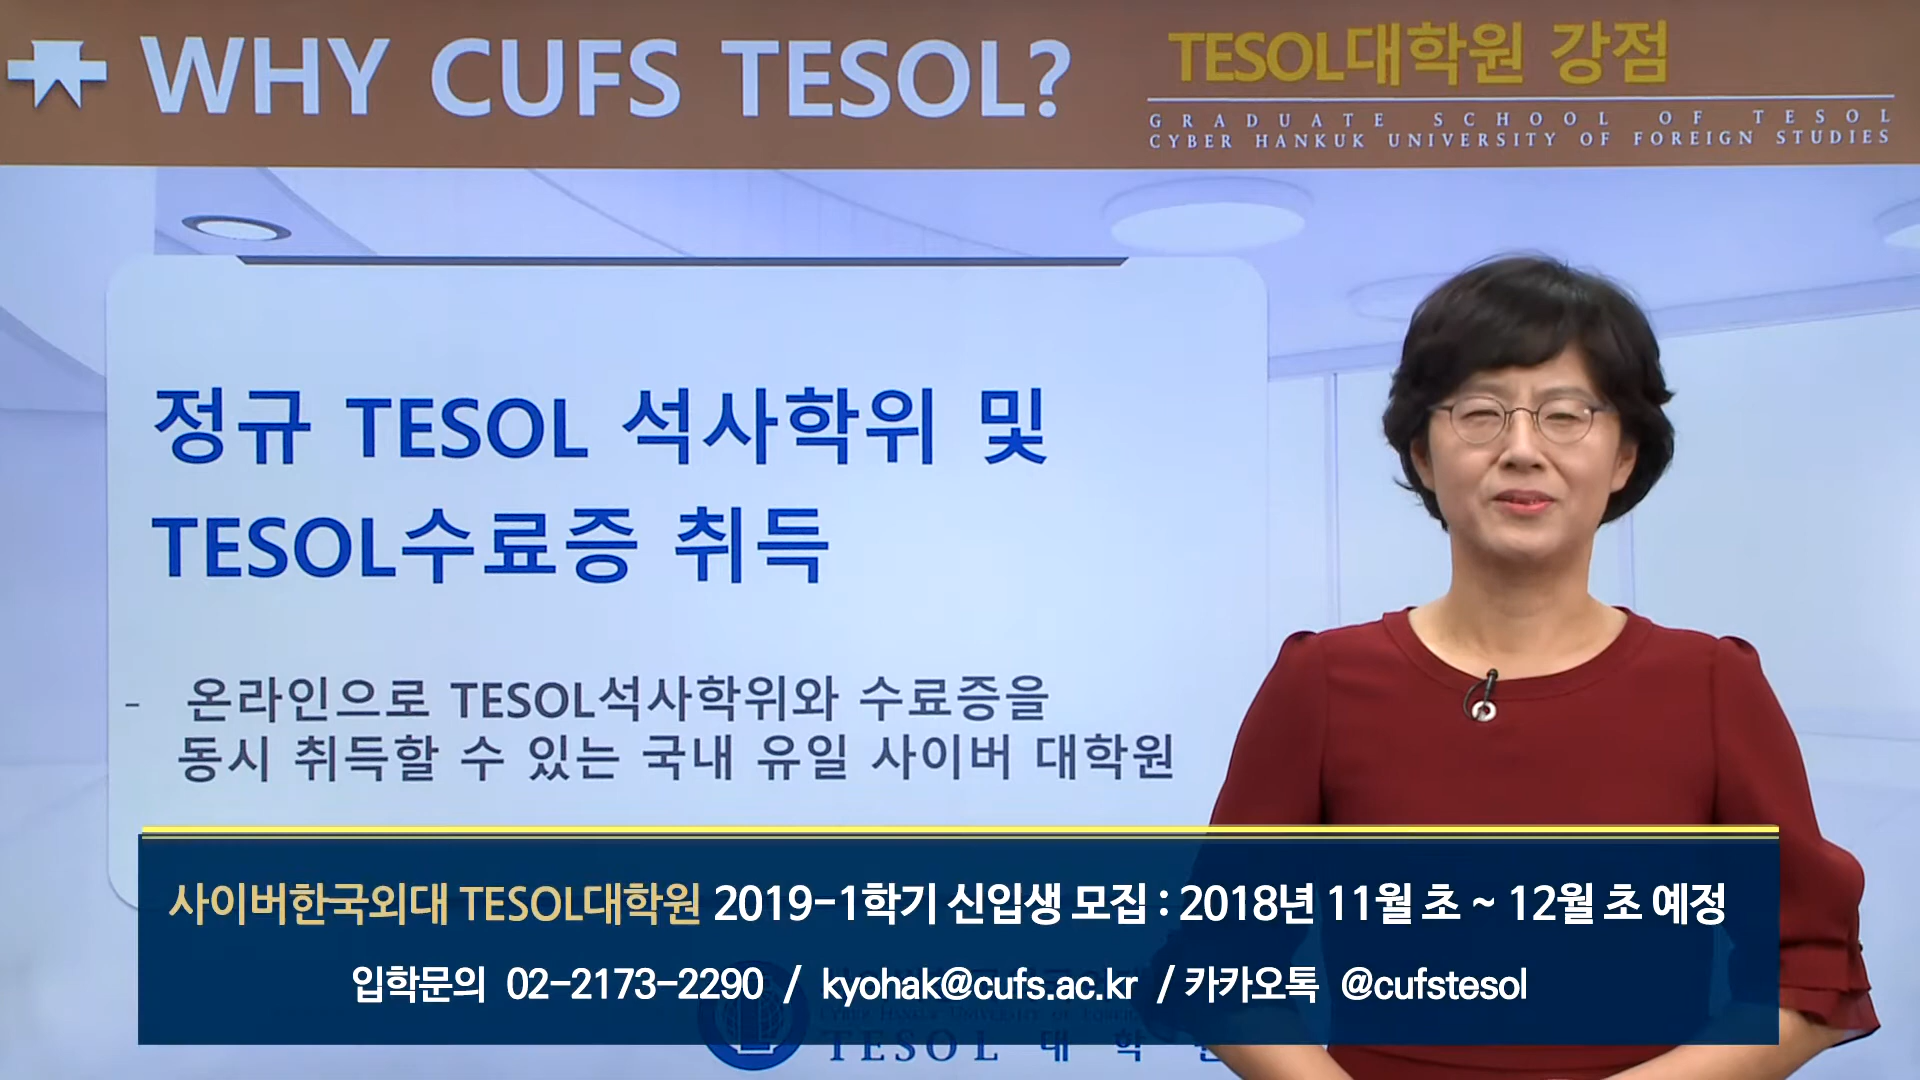 WHY CUFS TESOL?
TESOL대학원 강점
GRADUATE SCHOOL OF TESOL
CYBER HANKUK UNIVERSITY OF FOREIGN STUDIES
정규 TESOL 석사학위 및
TESOL수료증 취득
- 온라인으로 TESOL석사학위와 수료증을
동시 취득할 수 있는 국내 유일 사이버 대학원
사이버한국외대 TESOL대학원 2019-1학기 신입생 모집 : 2018년 11월 초 ~ 12월 초 예정
입학문의 02-2173-2290 / kyohak@cufs.ac.kr / 카카오톡 @cufstesol
TESOL 대 학